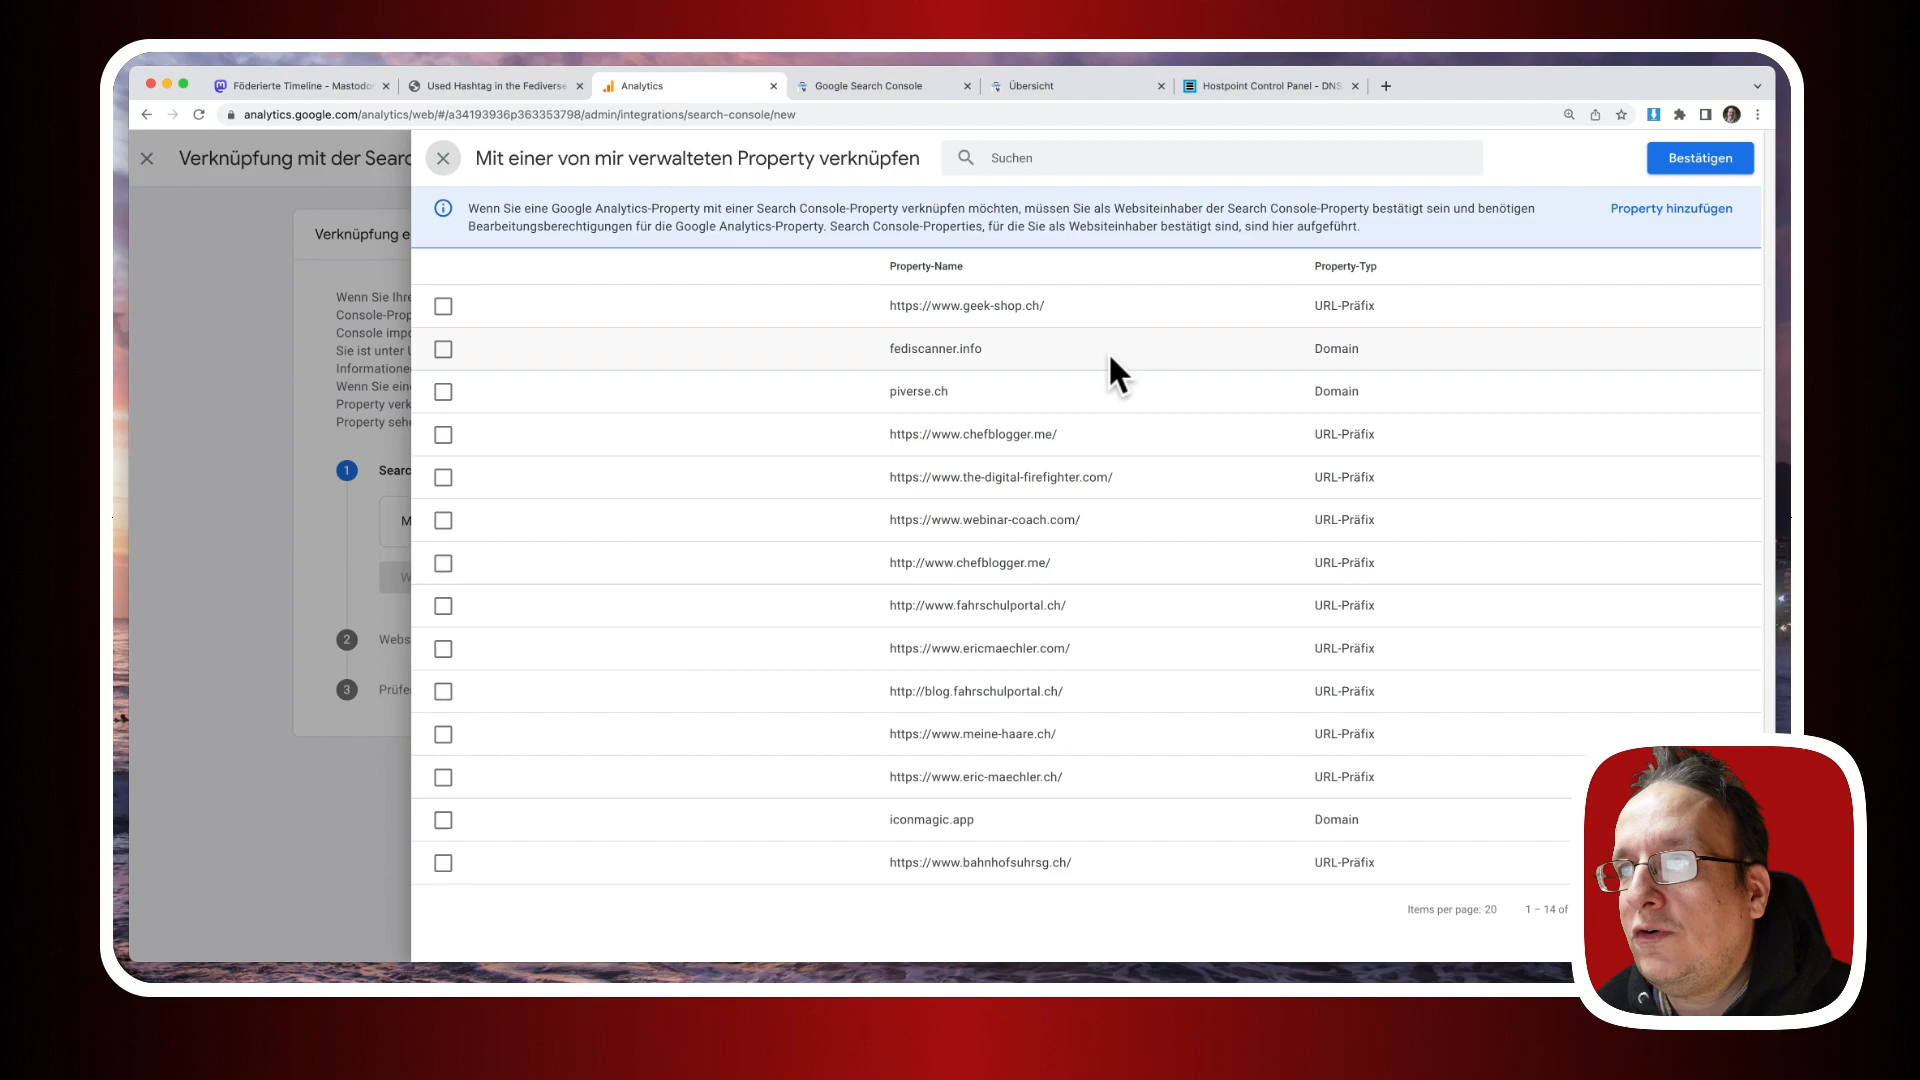 Föderierte Timeline - Mastodo
Used Hashtag in the Fediverse
Analytics
Google Search Console
Übersicht
Hostpoint Control Panel - DNS
analytics.google.com/analytics/web/#/a34193936p363353798/admin/integrations/search-console/new
Verknüpfung mit der Searc
Mit einer von mir verwalteten Property verknüpfen
Suchen
Bestätigen
Wenn Sie eine Google Analytics-Property mit einer Search Console-Property verknüpfen möchten, müssen Sie als Websiteinhaber der Search Console-Property bestätigt sein und benötigen
Bearbeitungsberechtigungen für die Google Analytics-Property. Search Console-Properties, für die Sie als Websiteinhaber bestätigt sind, sind hier aufgeführt.
Property hinzufügen
Verknüpfung e
Wenn Sie Ihre
Console-Prop
Console impo
Sie ist unter
Informatione
Wenn Sie ein
Property verk
Property sehe
1
Searc
M
W
2
Webs
3
Prüfe
Property-Name
Property-Typ
https://www.geek-shop.ch/
URL-Präfix
fediscanner.info
Domain
piverse.ch
Domain
https://www.chefblogger.me/
URL-Präfix
https://www.the-digital-firefighter.com/
URL-Präfix
https://www.webinar-coach.com/
URL-Präfix
http://www.chefblogger.me/
URL-Präfix
http://www.fahrschulportal.ch/
URL-Präfix
https://www.ericmaechler.com/
URL-Präfix
http://blog.fahrschulportal.ch/
URL-Präfix
https://www.meine-haare.ch/
URL-Präfix
https://www.eric-maechler.ch/
URL-Präfix
iconmagic.app
Domain
https://www.bahnhofsuhrsg.ch/
URL-Präfix
Items per page: 20
1 – 14 of